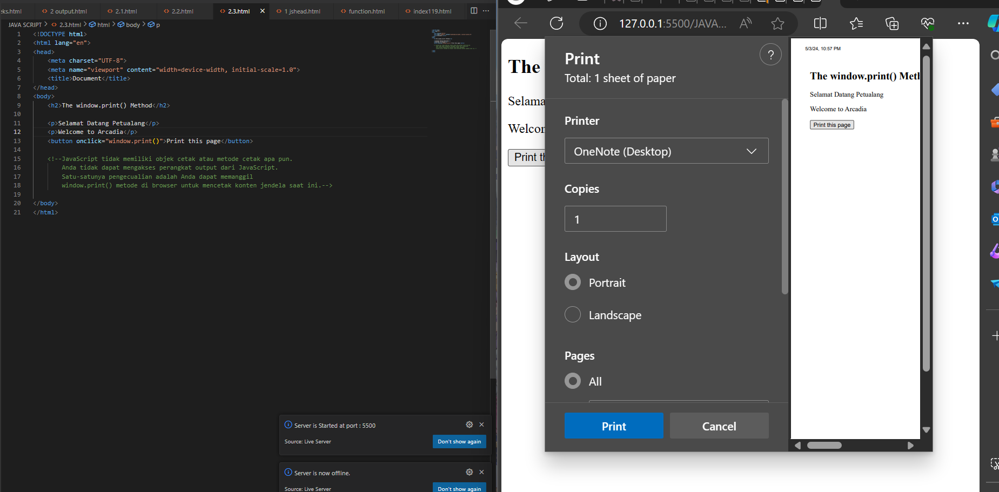 eks.html
2 output.html
2.1.html
2.2.html
2.3.html
1 jshead.html
function.html
index119.html
JAVA SCRIPT > 2.3.html > html > body > p
1 <!DOCTYPE html>
2 <html lang="en">
3 <head>
4 <meta charset="UTF-8">
5 <meta name="viewport" content="width=device-width, initial-scale=1.0">
6 <title>Document</title>
7 </head>
8 <body>
9 <h2>The window.print() Method</h2>
10
11 <p>Selamat Datang Petualang</p>
12 <p>Welcome to Arcadia</p>
13 <button onclick="window.print()">Print this page</button>
14
15 <!--JavaScript tidak memiliki objek cetak atau metode cetak apa pun.
16 Anda tidak dapat mengakses perangkat output dari JavaScript.
17 Satu-satunya pengecualian adalah Anda dapat memanggil
18 window.print() metode di browser untuk mencetak konten jendela saat ini.-->
19
20 </body>
21 </html>
Server is Started at port : 5500
Source: Live Server
Don't show again
Server is now offline.
Source: Live Server
Don't show again
127.0.0.1:5500/JAVA...
The
Selama
Welcon
Print th
Print
Total: 1 sheet of paper
?
Printer
OneNote (Desktop)
Copies
1
Layout
Portrait
Landscape
Pages
All
Print
Cancel
5/3/24, 10:57 PM
The window.print() Meth
Selamat Datang Petualang
Welcome to Arcadia
Print this page